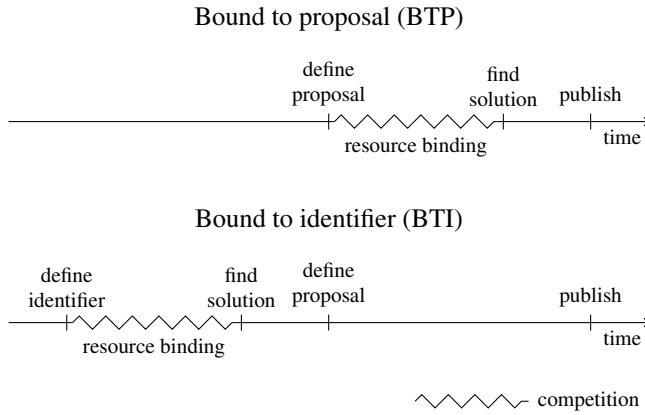 Bound to proposal (BTP)
define
proposal
find
solution
publish
resource binding
time
Bound to identifier (BTI)
define
identifier
find
solution
define
proposal
publish
resource binding
time
competition